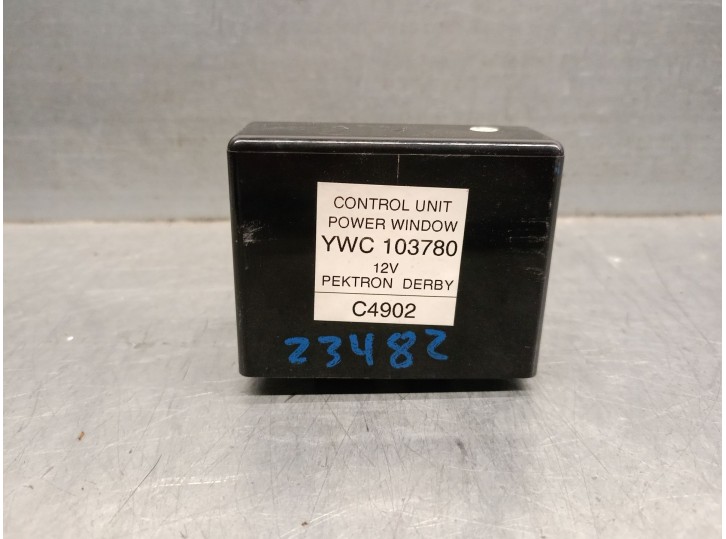 CONTROL UNIT
POWER WINDOW
YWC 103780
12V
PEKTRON DERBY
C4902
23482